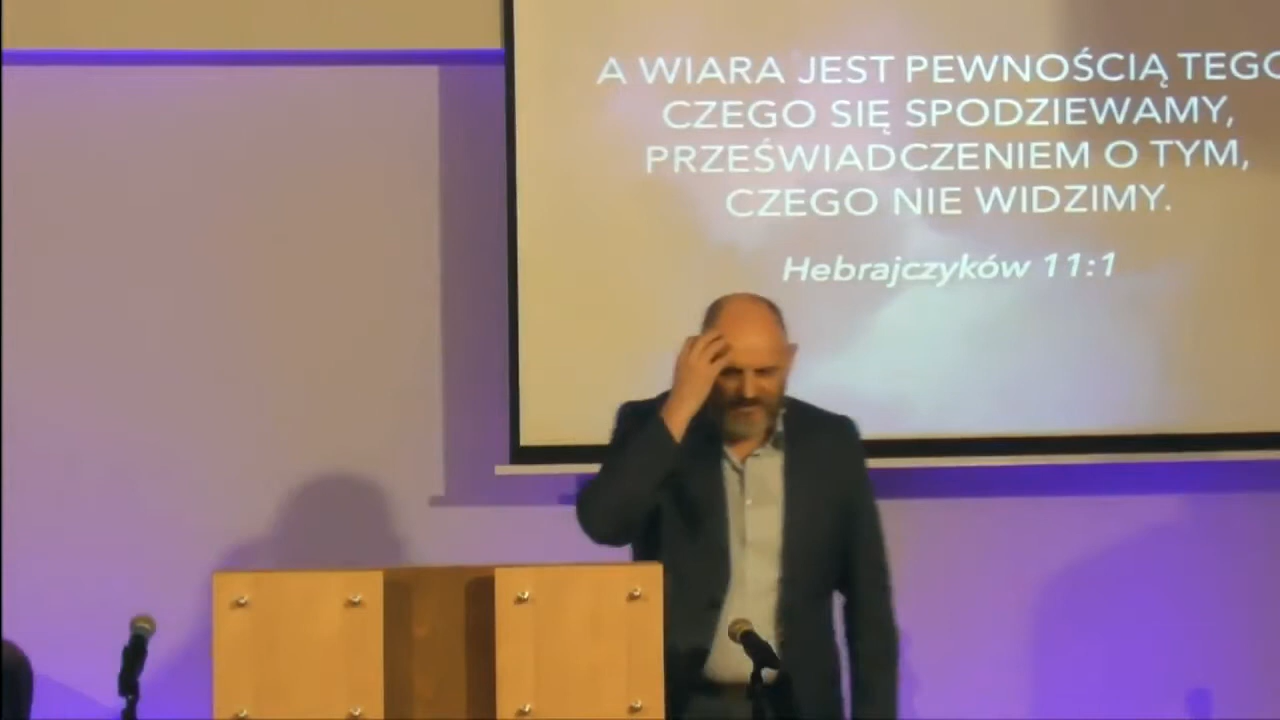 A WIARA JEST PEWNOŚCIĄ TEGO
CZEGO SIĘ SPODZIEWAMY,
PRZEŚWIADCZENIEM O TYM,
CZEGO NIE WIDZIMY.
Hebrajczyków 11:1